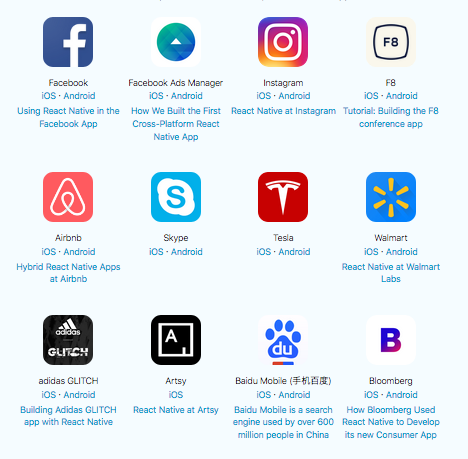 F8
Facebook
Facebook Ads Manager
Instagram
F8
iOS · Android
iOS · Android
iOS · Android
iOS · Android
Using React Native in the
Facebook App
How We Built the First
Cross-Platform React
Native App
React Native at Instagram
Tutorial: Building the F8
conference app
S
T
Airbnb
Skype
Tesla
Walmart
iOS · Android
iOS · Android
iOS · Android
iOS · Android
Hybrid React Native Apps
at Airbnb
React Native at Walmart
Labs
adidas
GLITCH
A
du
B
adidas GLITCH
Artsy
Baidu Mobile (手机百度)
Bloomberg
iOS · Android
iOS
iOS · Android
iOS · Android
Building Adidas GLITCH
app with React Native
React Native at Artsy
Baidu Mobile is a search
engine used by over 600
million people in China
How Bloomberg Used
React Native to Develop
its new Consumer App